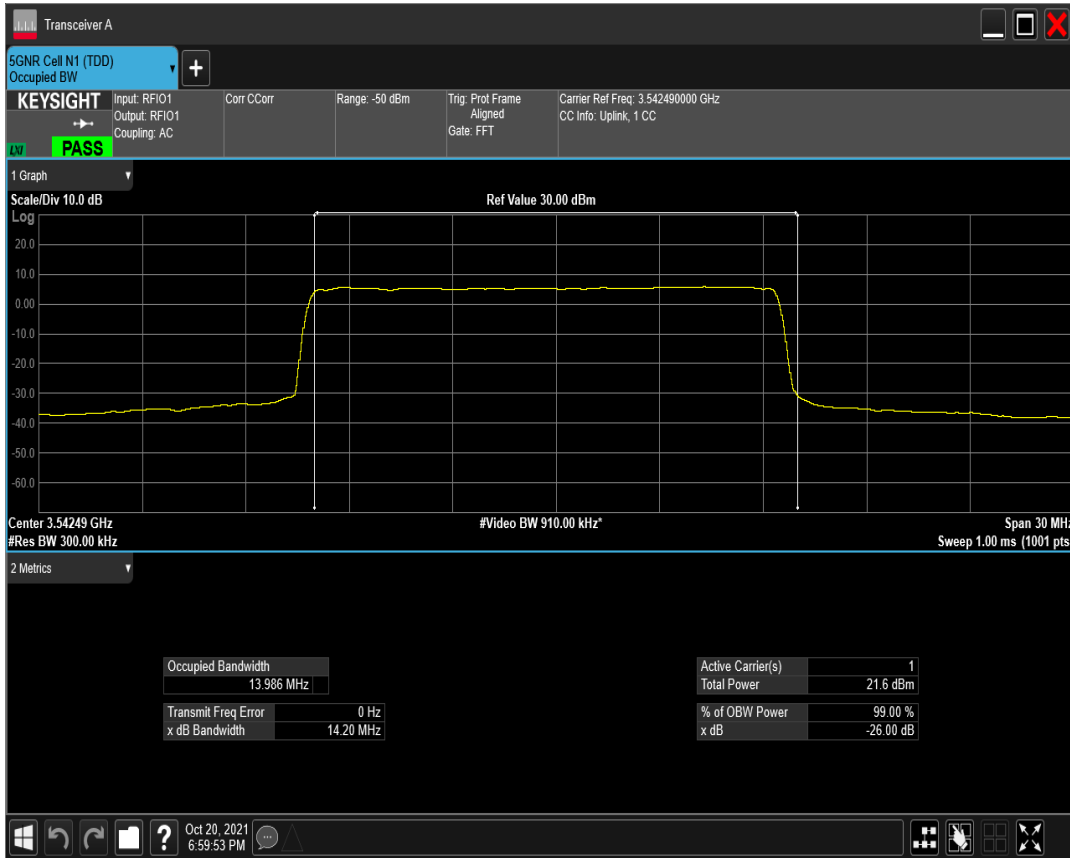 Transceiver A
5GNR Cell N1 (TDD)
Occupied BW
+
KEYSIGHT
LXI
PASS
Input: RFIO1
Output: RFIO1
Coupling: AC
Corr CCorr
Range: -50 dBm
Trig: Prot Frame
Aligned
Gate: FFT
Carrier Ref Freq: 3.542490000 GHz
CC Info: Uplink, 1 CC
1 Graph
Scale/Div 10.0 dB
Ref Value 30.00 dBm
Log
20.0
10.0
0.00
-10.0
-20.0
-30.0
-40.0
-50.0
-60.0
Center 3.54249 GHz
#Video BW 910.00 kHz*
Span 30 MHz
#Res BW 300.00 kHz
Sweep 1.00 ms (1001 pts
2 Metrics
Occupied Bandwidth
13.986 MHz
Transmit Freq Error 0 Hz
x dB Bandwidth 14.20 MHz
Active Carrier(s) 1
Total Power 21.6 dBm
% of OBW Power 99.00 %
x dB -26.00 dB
?
Oct 20, 2021
6:59:53 PM